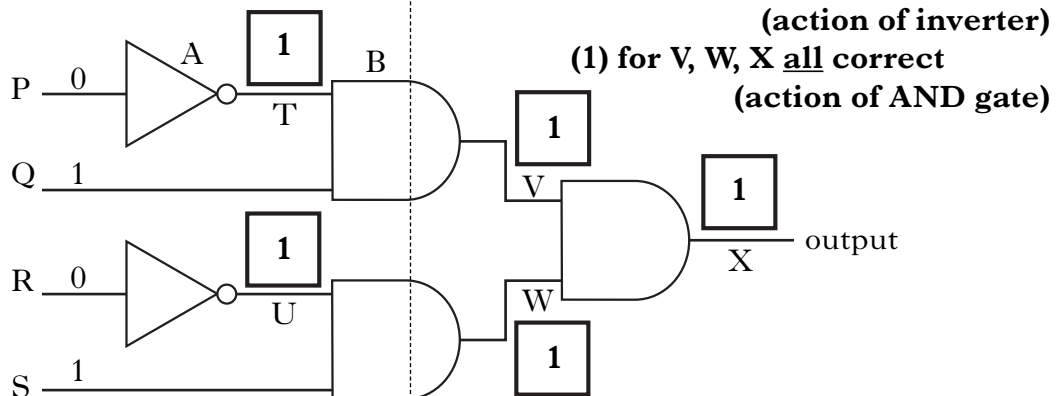 (action of inverter)
(1) for V, W, X all correct
(action of AND gate)
1
A
B
P 0
T
1
Q 1
V
1
X
output
1
R 0
U
W
1
S 1